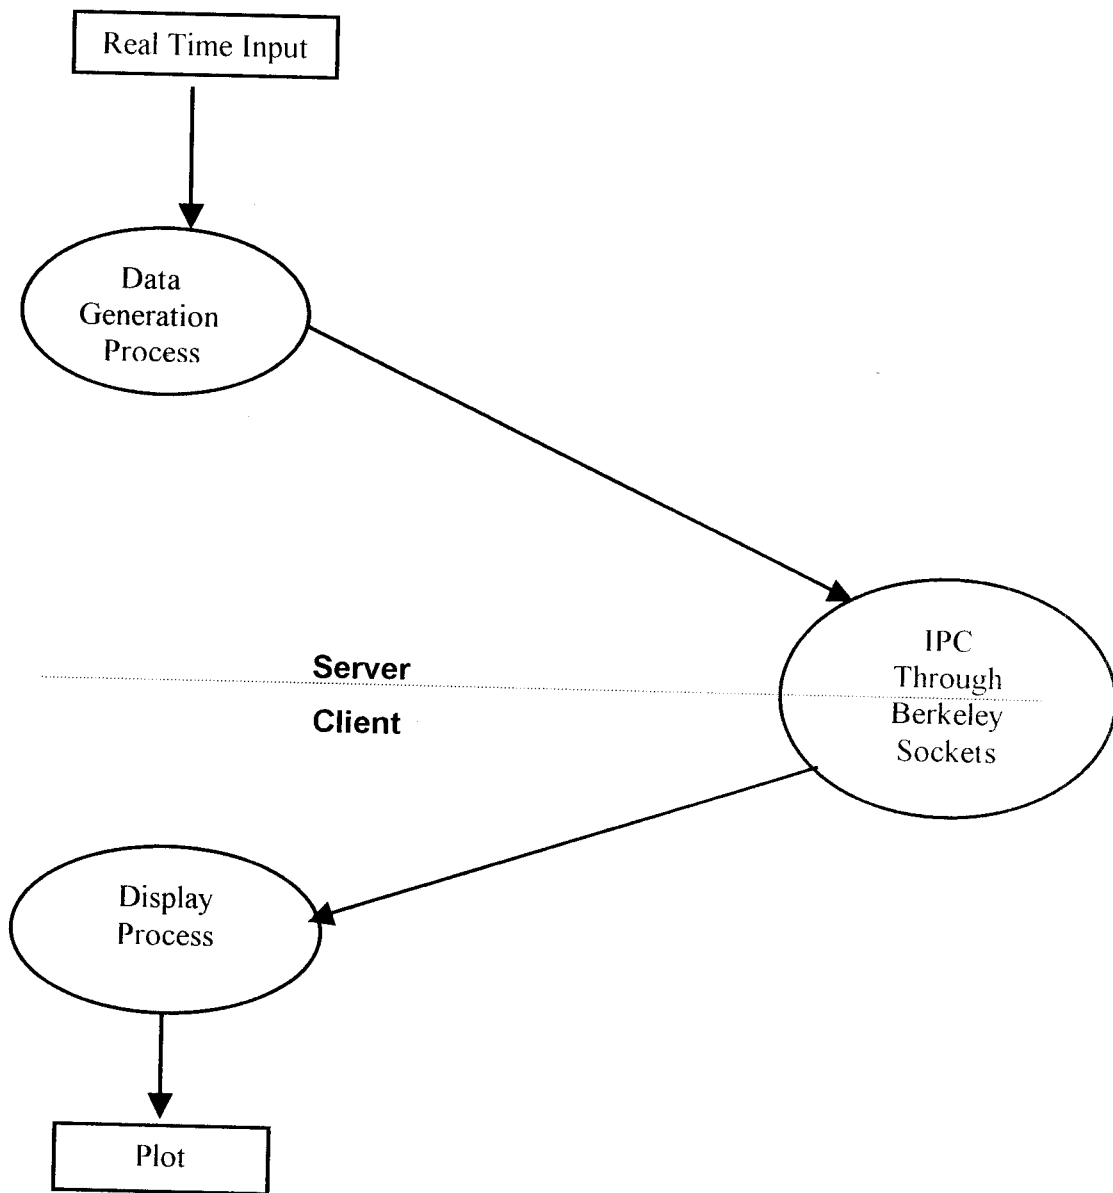 Real Time Input
Data
Generation
Process
IPC
Through
Berkeley
Sockets
Server
Client
Display
Process
Plot